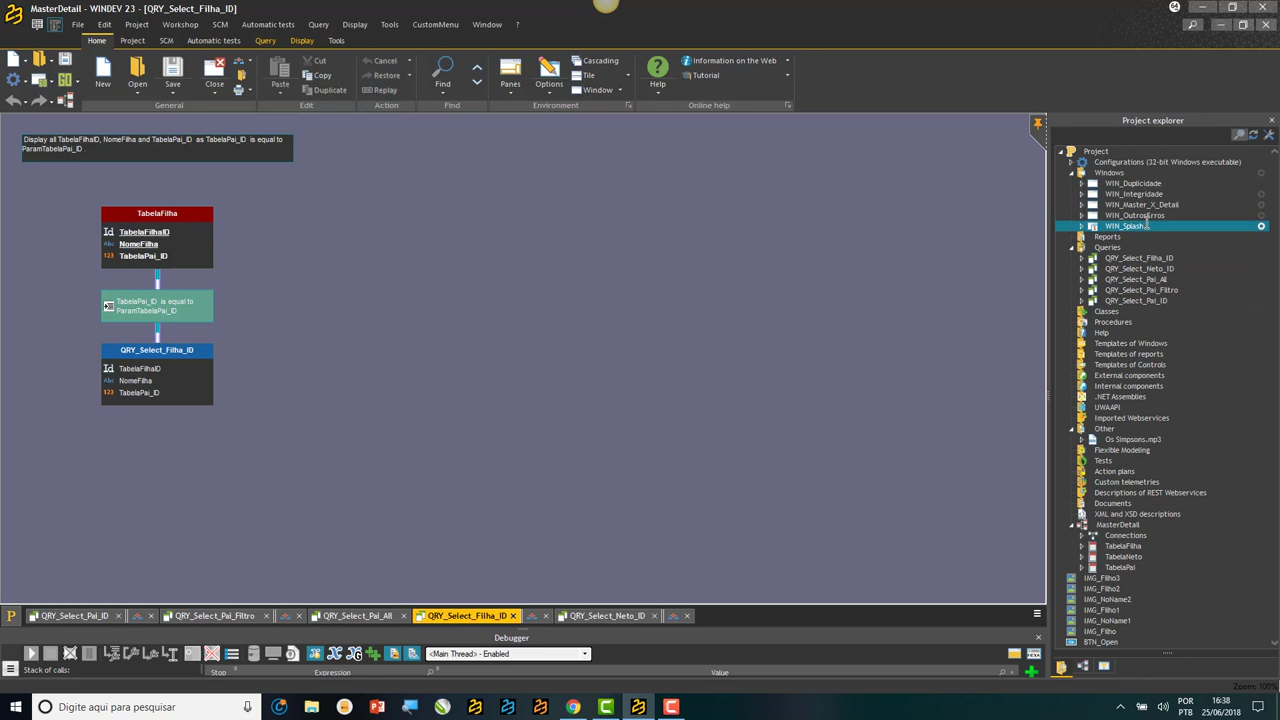 MasterDetail - WINDEV 23 - [QRY_Select_Filha_ID]
64
File Edit Project Workshop SCM Automatic tests Query Display Tools CustomMenu Window ?
Home Project SCM Automatic tests Query Display Tools
Cut Cancel Cascading Information on the Web
Copy Restore Tile Tutorial
New Open Save Close Paste Duplicate Replay Find Panes Options Window Help
General Edit Action Find Environment Online help
Display all TabelaFilhaID, NomeFilha and TabelaPai_ID as TabelaPai_ID is equal to
ParamTabelaPai_ID .
TabelaFilha
Id TabelaFilhaID
Abc NomeFilha
123 TabelaPai_ID
TabelaPai_ID is equal to
ParamTabelaPai_ID
QRY_Select_Filha_ID
Id TabelaFilhaID
Abc NomeFilha
123 TabelaPai_ID
Project explorer
Project
Configurations (32-bit Windows executable)
Windows
WIN_Duplicidade
WIN_Integridade
WIN_Master_X_Detail
WIN_OutrosErros
WIN_Splash
Reports
Queries
QRY_Select_Filha_ID
QRY_Select_Neto_ID
QRY_Select_Pai_All
QRY_Select_Pai_Filtro
QRY_Select_Pai_ID
Classes
Procedures
Help
Templates of Windows
Templates of reports
Templates of Controls
External components
Internal components
.NET Assemblies
UWAAPI
Imported Webservices
Other
Os Simpsons.mp3
Flexible Modeling
Tests
Action plans
Custom telemetries
Descriptions of REST Webservices
Documents
XML and XSD descriptions
MasterDetail
Connections
TabelaFilha
TabelaNeto
TabelaPai
IMG_Filho3
IMG_Filho2
IMG_NoName2
IMG_Filho1
IMG_NoName1
IMG_Filho
BTN_Open
P QRY_Select_Pai_ID QRY_Select_Pai_Filtro QRY_Select_Pai_All QRY_Select_Filha_ID QRY_Select_Neto_ID
Debugger
<Main Thread> - Enabled
Stack of calls: Stop Expression Value
Zoom: 100%
Digite aqui para pesquisar
POR 16:38
PTB 25/06/2018